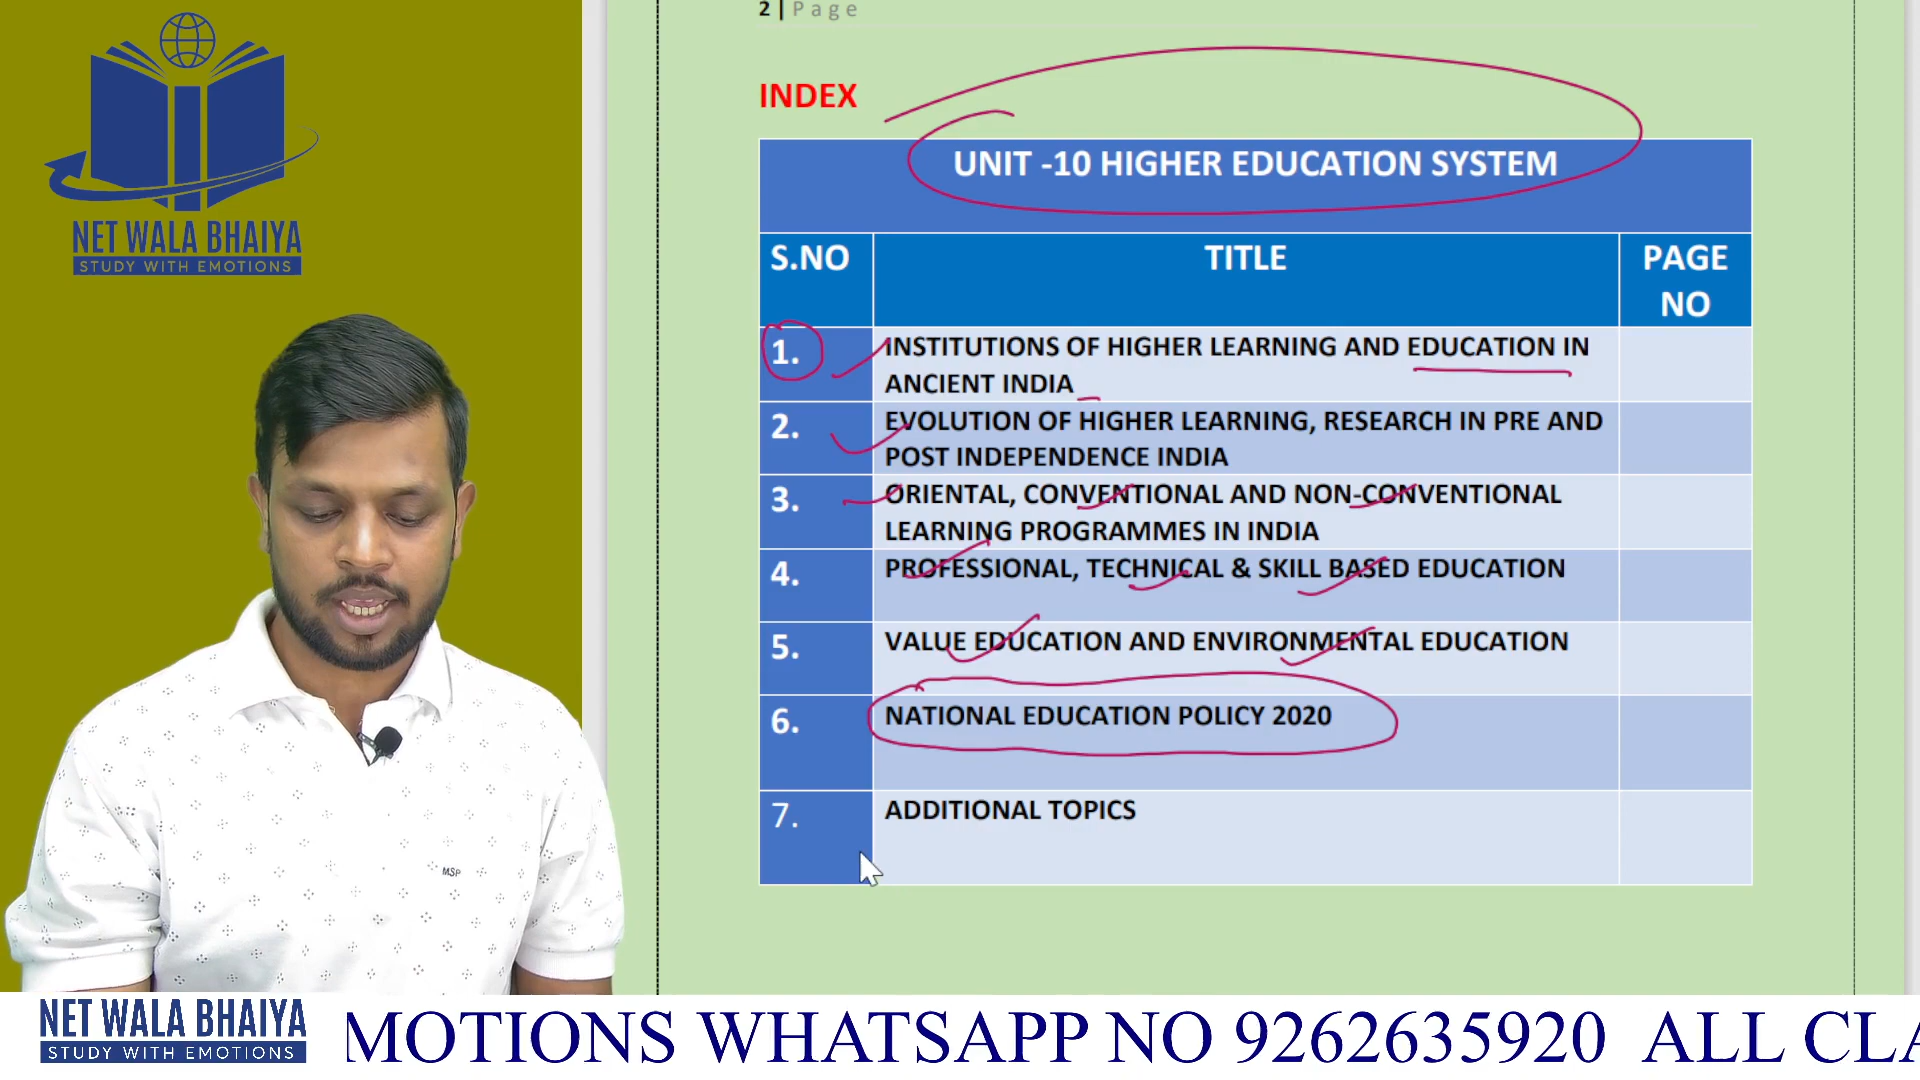 2 | Page
INDEX
NET WALA BHAIYA
STUDY WITH EMOTIONS
UNIT -10 HIGHER EDUCATION SYSTEM
S.NO TITLE PAGE NO
1. INSTITUTIONS OF HIGHER LEARNING AND EDUCATION IN
ANCIENT INDIA
2. EVOLUTION OF HIGHER LEARNING, RESEARCH IN PRE AND
POST INDEPENDENCE INDIA
3. ORIENTAL, CONVENTIONAL AND NON-CONVENTIONAL
LEARNING PROGRAMMES IN INDIA
4. PROFESSIONAL, TECHNICAL & SKILL BASED EDUCATION
5. VALUE EDUCATION AND ENVIRONMENTAL EDUCATION
6. NATIONAL EDUCATION POLICY 2020
7. ADDITIONAL TOPICS
MSP
NET WALA BHAIYA
STUDY WITH EMOTIONS
MOTIONS WHATSAPP NO 9262635920 ALL CLA